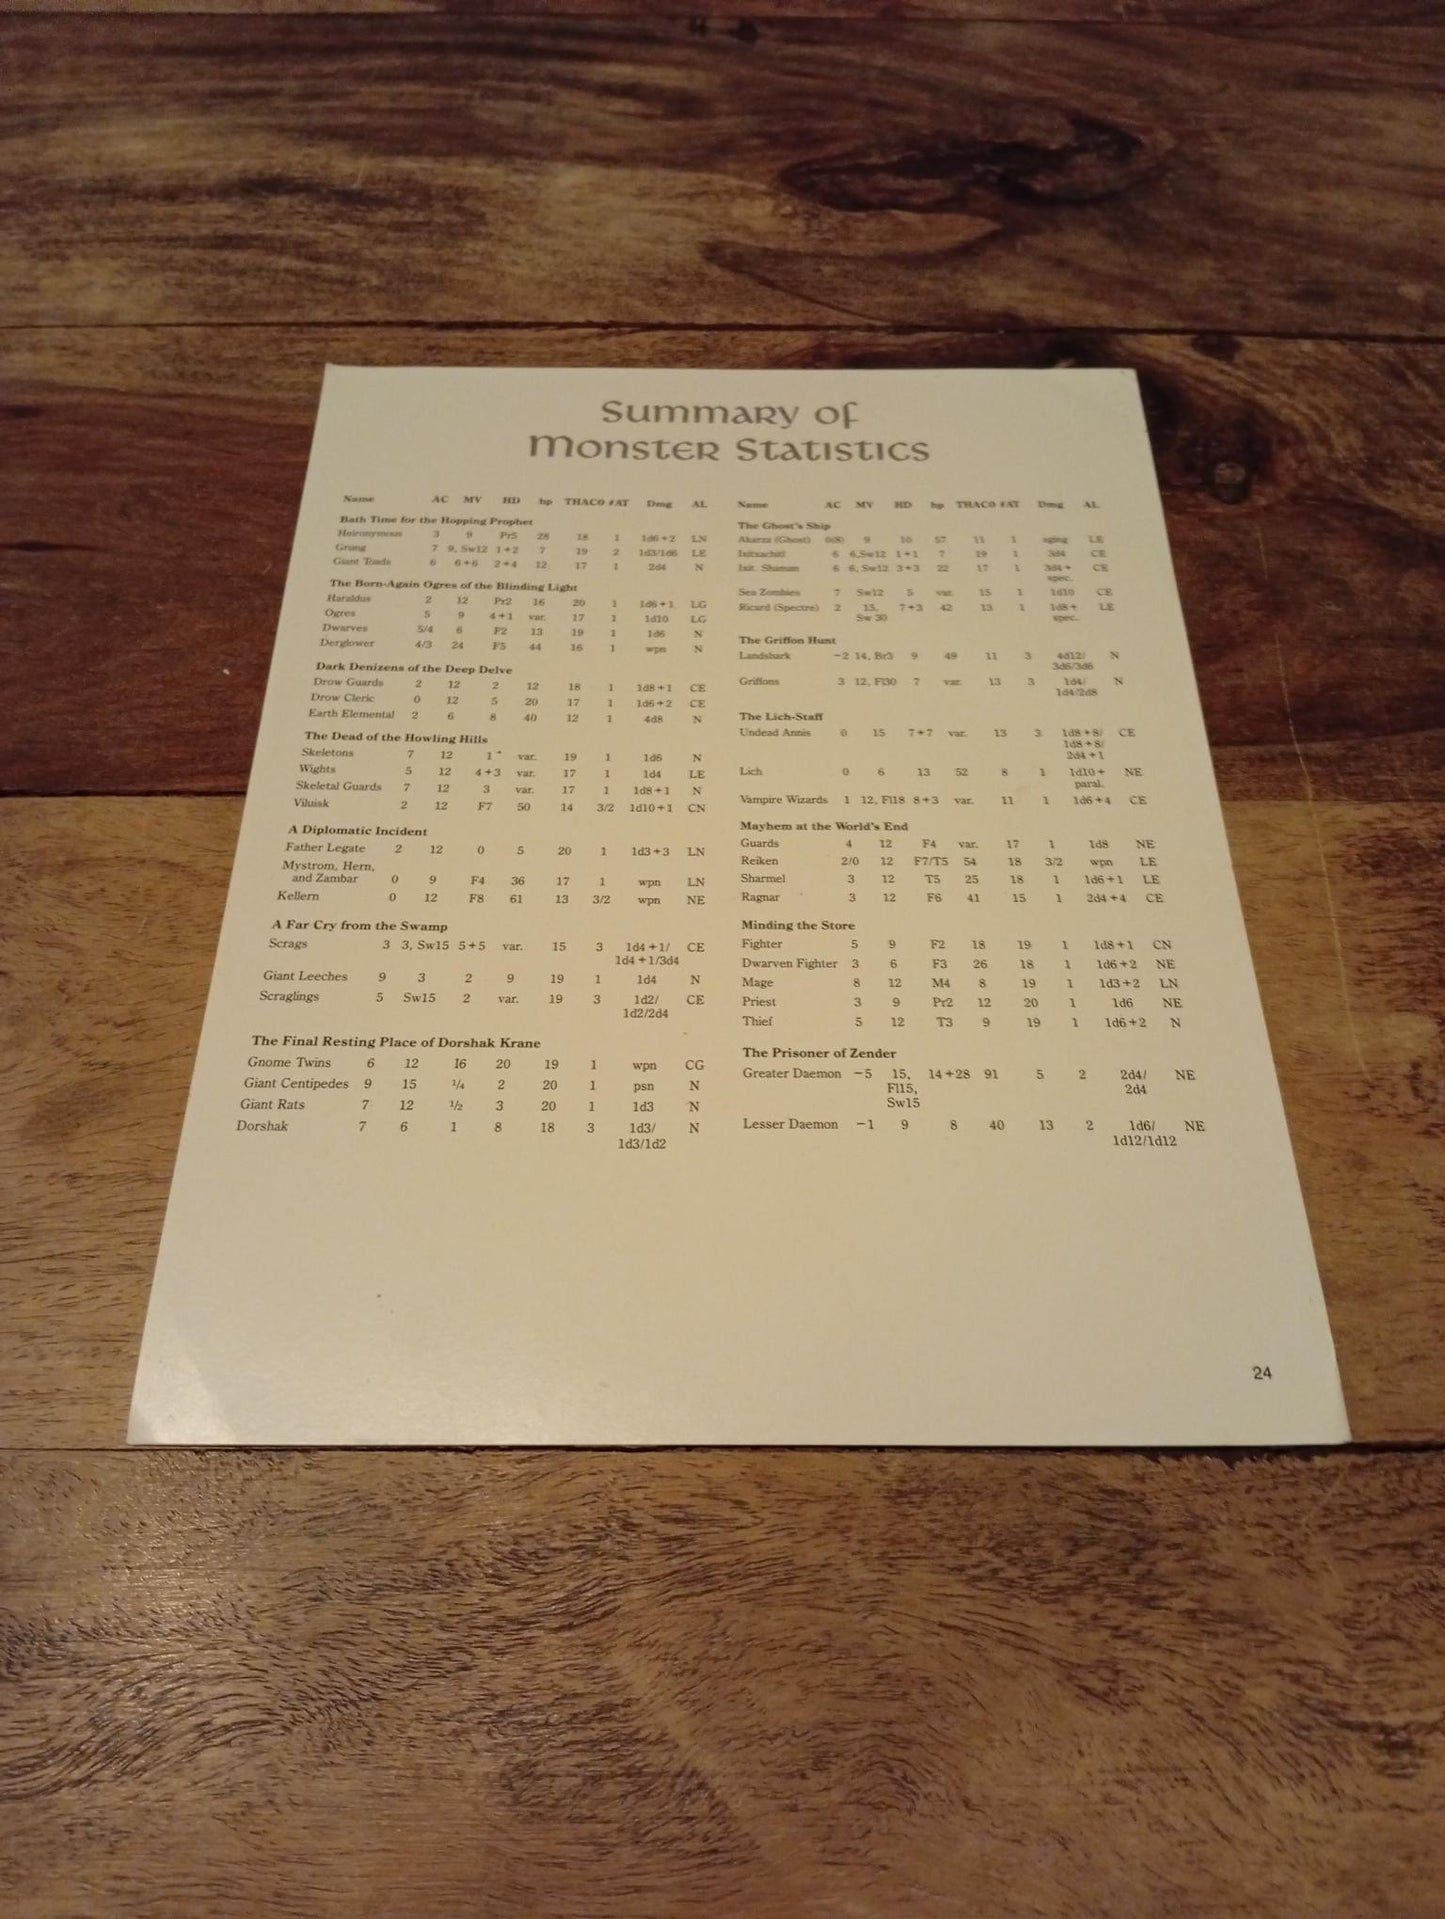 Summary of
Monster Statistics
Name AC MV HD hp THAC0 #AT Dmg AL
Bath Time for the Hopping Prophet
Heironymous 3 9 Pr5 28 18 1 1d6+2 LN
Grung 7 9, Sw12 1+2 7 19 2 1d3/1d6 LE
Giant Toads 6 6+6 2+4 12 17 1 2d4 N
The Born-Again Ogres of the Blinding Light
Haraldus 2 12 Pr2 16 20 1 1d6+1 LG
Ogres 5 9 4+1 var. 17 1 1d10 LG
Dwarves 5/4 6 F2 13 19 1 1d6 N
Derglower 4/3 24 F5 44 16 1 wpn N
Dark Denizens of the Deep Delve
Drow Guards 2 12 2 12 18 1 1d8+1 CE
Drow Cleric 0 12 5 20 17 1 1d6+2 CE
Earth Elemental 2 6 8 40 12 1 4d8 N
The Dead of the Howling Hills
Skeletons 7 12 1 var. 19 1 1d6 N
Wights 5 12 4+3 var. 17 1 1d4 LE
Skeletal Guards 7 12 3 var. 17 1 1d8+1 N
Viluisk 2 12 F7 50 14 3/2 1d10+1 CN
A Diplomatic Incident
Father Legate 2 12 0 5 20 1 1d3+3 LN
Mystrom, Hern,
and Zambar 0 9 F4 36 17 1 wpn LN
Kellern 0 12 F8 61 13 3/2 wpn NE
A Far Cry from the Swamp
Scrags 3 3, Sw15 5+5 var. 15 3 1d4+1/ CE
1d4+1/3d4
Giant Leeches 9 3 2 9 19 1 1d4 N
Scraglings 5 Sw15 2 var. 19 3 1d2/ CE
1d2/2d4
The Final Resting Place of Dorshak Krane
Gnome Twins 6 12 I6 20 19 1 wpn CG
Giant Centipedes 9 15 1/4 2 20 1 psn N
Giant Rats 7 12 1/2 3 20 1 1d3 N
Dorshak 7 6 1 8 18 3 1d3/ N
1d3/1d2
Name AC MV HD hp THAC0 #AT Dmg AL
The Ghost's Ship
Akarza (Ghost) 0(8) 9 10 57 11 1 aging LE
Ixitxachitl 6 6,Sw12 1+1 7 19 1 3d4 CE
Ixit. Shaman 6 6, Sw12 3+3 22 17 1 3d4+ CE
spec.
Sea Zombies 7 Sw12 5 var. 15 1 1d10 CE
Ricard (Spectre) 2 15, 7+3 42 13 1 1d8+ LE
Sw 30 spec.
The Griffon Hunt
Landshark −2 14, Br3 9 49 11 3 4d12/ N
3d6/3d6
Griffons 3 12, Fl30 7 var. 13 3 1d4/ N
1d4/2d8
The Lich-Staff
Undead Annis 0 15 7+7 var. 13 3 1d8+8/ CE
1d8+8/
2d4+1
Lich 0 6 13 52 8 1 1d10+ NE
paral.
Vampire Wizards 1 12, Fl18 8+3 var. 11 1 1d6+4 CE
Mayhem at the World's End
Guards 4 12 F4 var. 17 1 1d8 NE
Reiken 2/0 12 F7/T5 54 18 3/2 wpn LE
Sharmel 3 12 T5 25 18 1 1d6+1 LE
Ragnar 3 12 F6 41 15 1 2d4+4 CE
Minding the Store
Fighter 5 9 F2 18 19 1 1d8+1 CN
Dwarven Fighter 3 6 F3 26 18 1 1d6+2 NE
Mage 8 12 M4 8 19 1 1d3+2 LN
Priest 3 9 Pr2 12 20 1 1d6 NE
Thief 5 12 T3 9 19 1 1d6+2 N
The Prisoner of Zender
Greater Daemon −5 15, 14+28 91 5 2 2d4/ NE
Fl15, 2d4
Sw15
Lesser Daemon −1 9 8 40 13 2 1d6/ NE
1d12/1d12
24